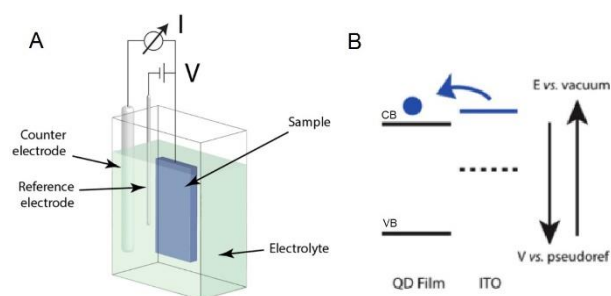 A
I
V
Counter
electrode
Reference
electrode
Sample
Electrolyte
B
E vs. vacuum
CB
VB
V vs. pseudoref
QD Film
ITO